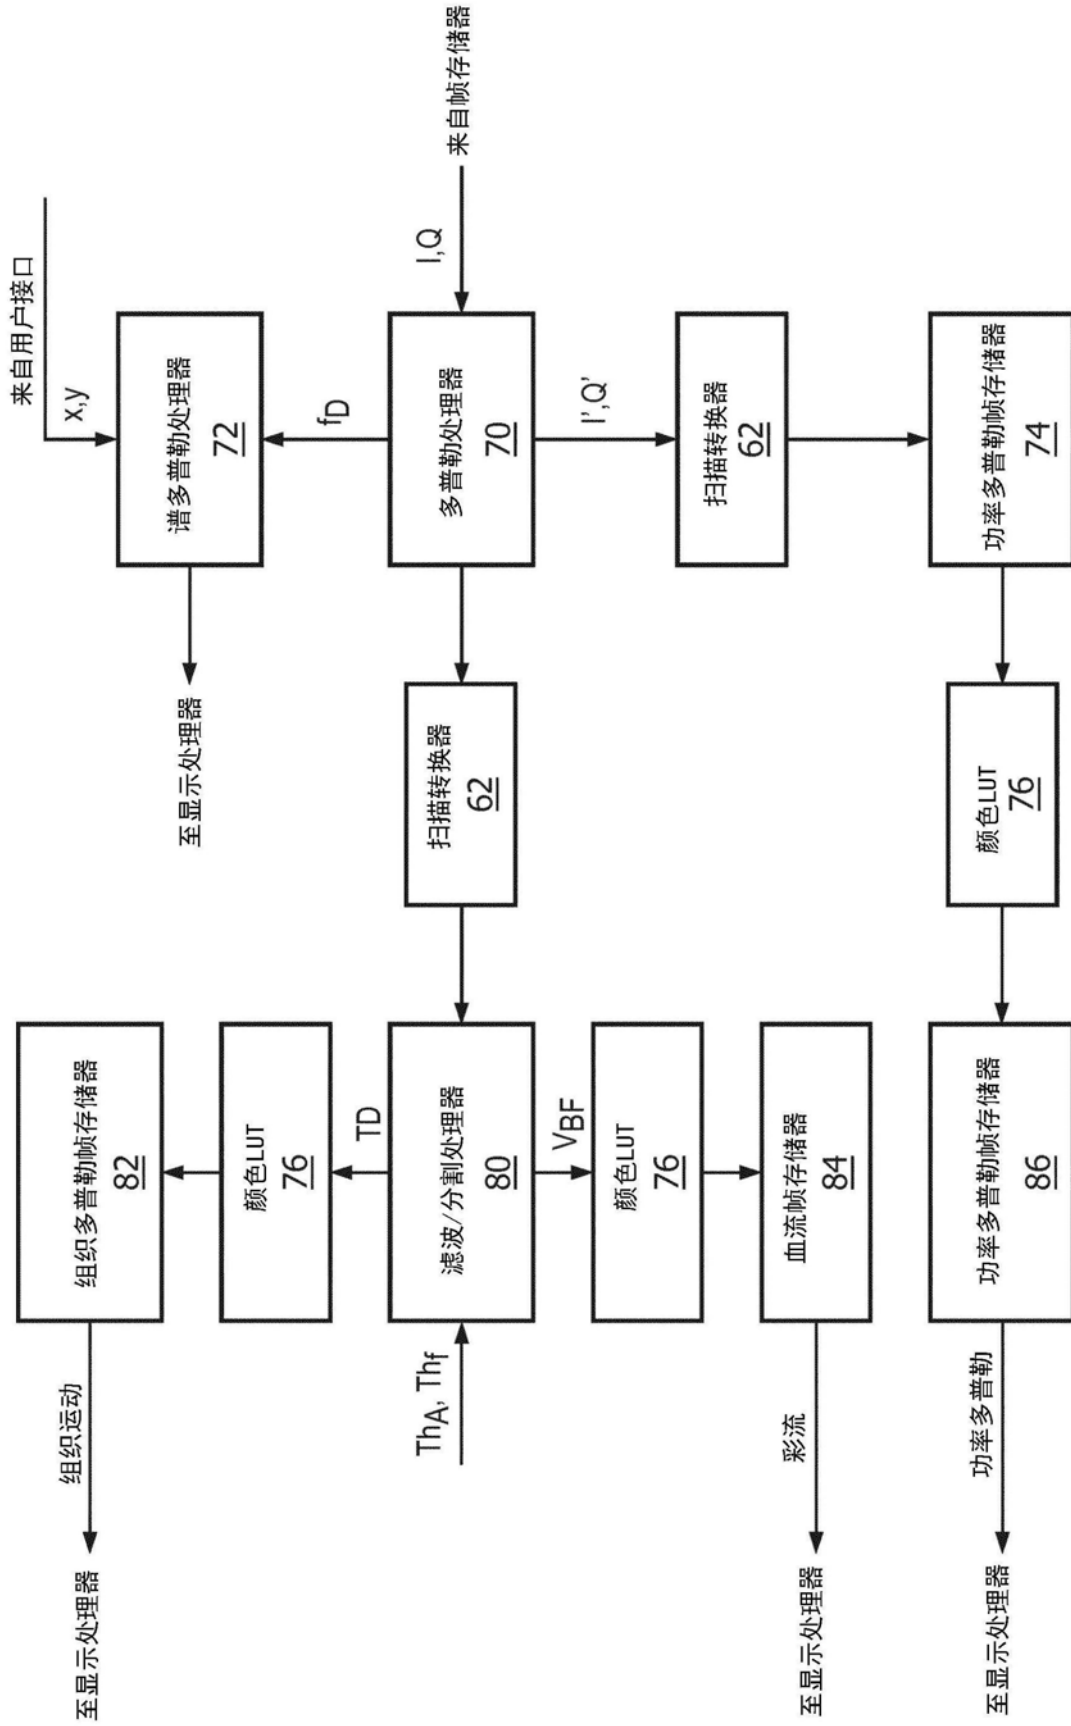 来自用户接口
x,y
组织运动
至显示处理器
组织多普勒帧存储器
82
至显示处理器
谱多普勒处理器
72
颜色LUT
76
TD
fD
ThA, Thf
滤波/分割处理器
80
扫描转换器
62
多普勒处理器
70
I,Q
来自帧存储器
VBF
I',Q'
颜色LUT
76
扫描转换器
62
彩流
至显示处理器
血流帧存储器
84
功率多普勒
至显示处理器
功率多普勒帧存储器
86
颜色LUT
76
功率多普勒帧存储器
74